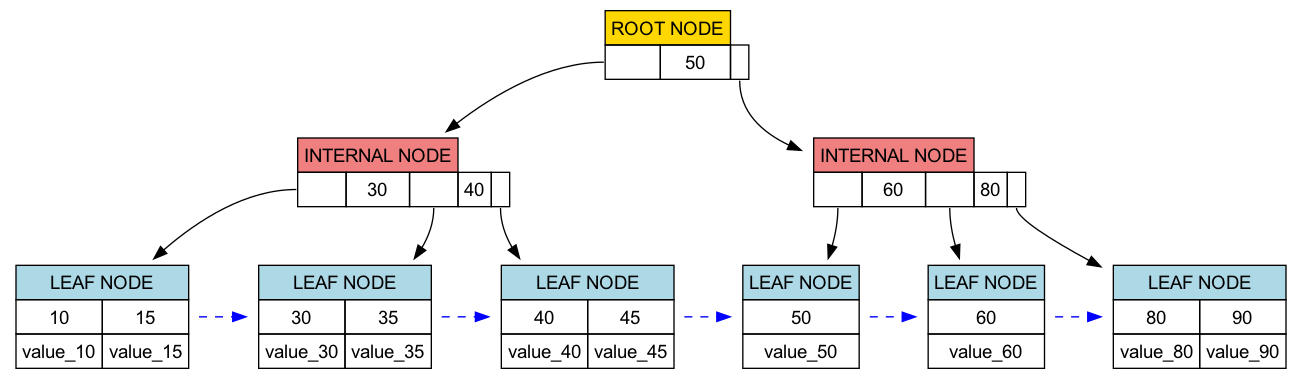 ROOT NODE
50
INTERNAL NODE
30 40
INTERNAL NODE
60 80
LEAF NODE
10 15
value_10 value_15
LEAF NODE
30 35
value_30 value_35
LEAF NODE
40 45
value_40 value_45
LEAF NODE
50
value_50
LEAF NODE
60
value_60
LEAF NODE
80 90
value_80 value_90